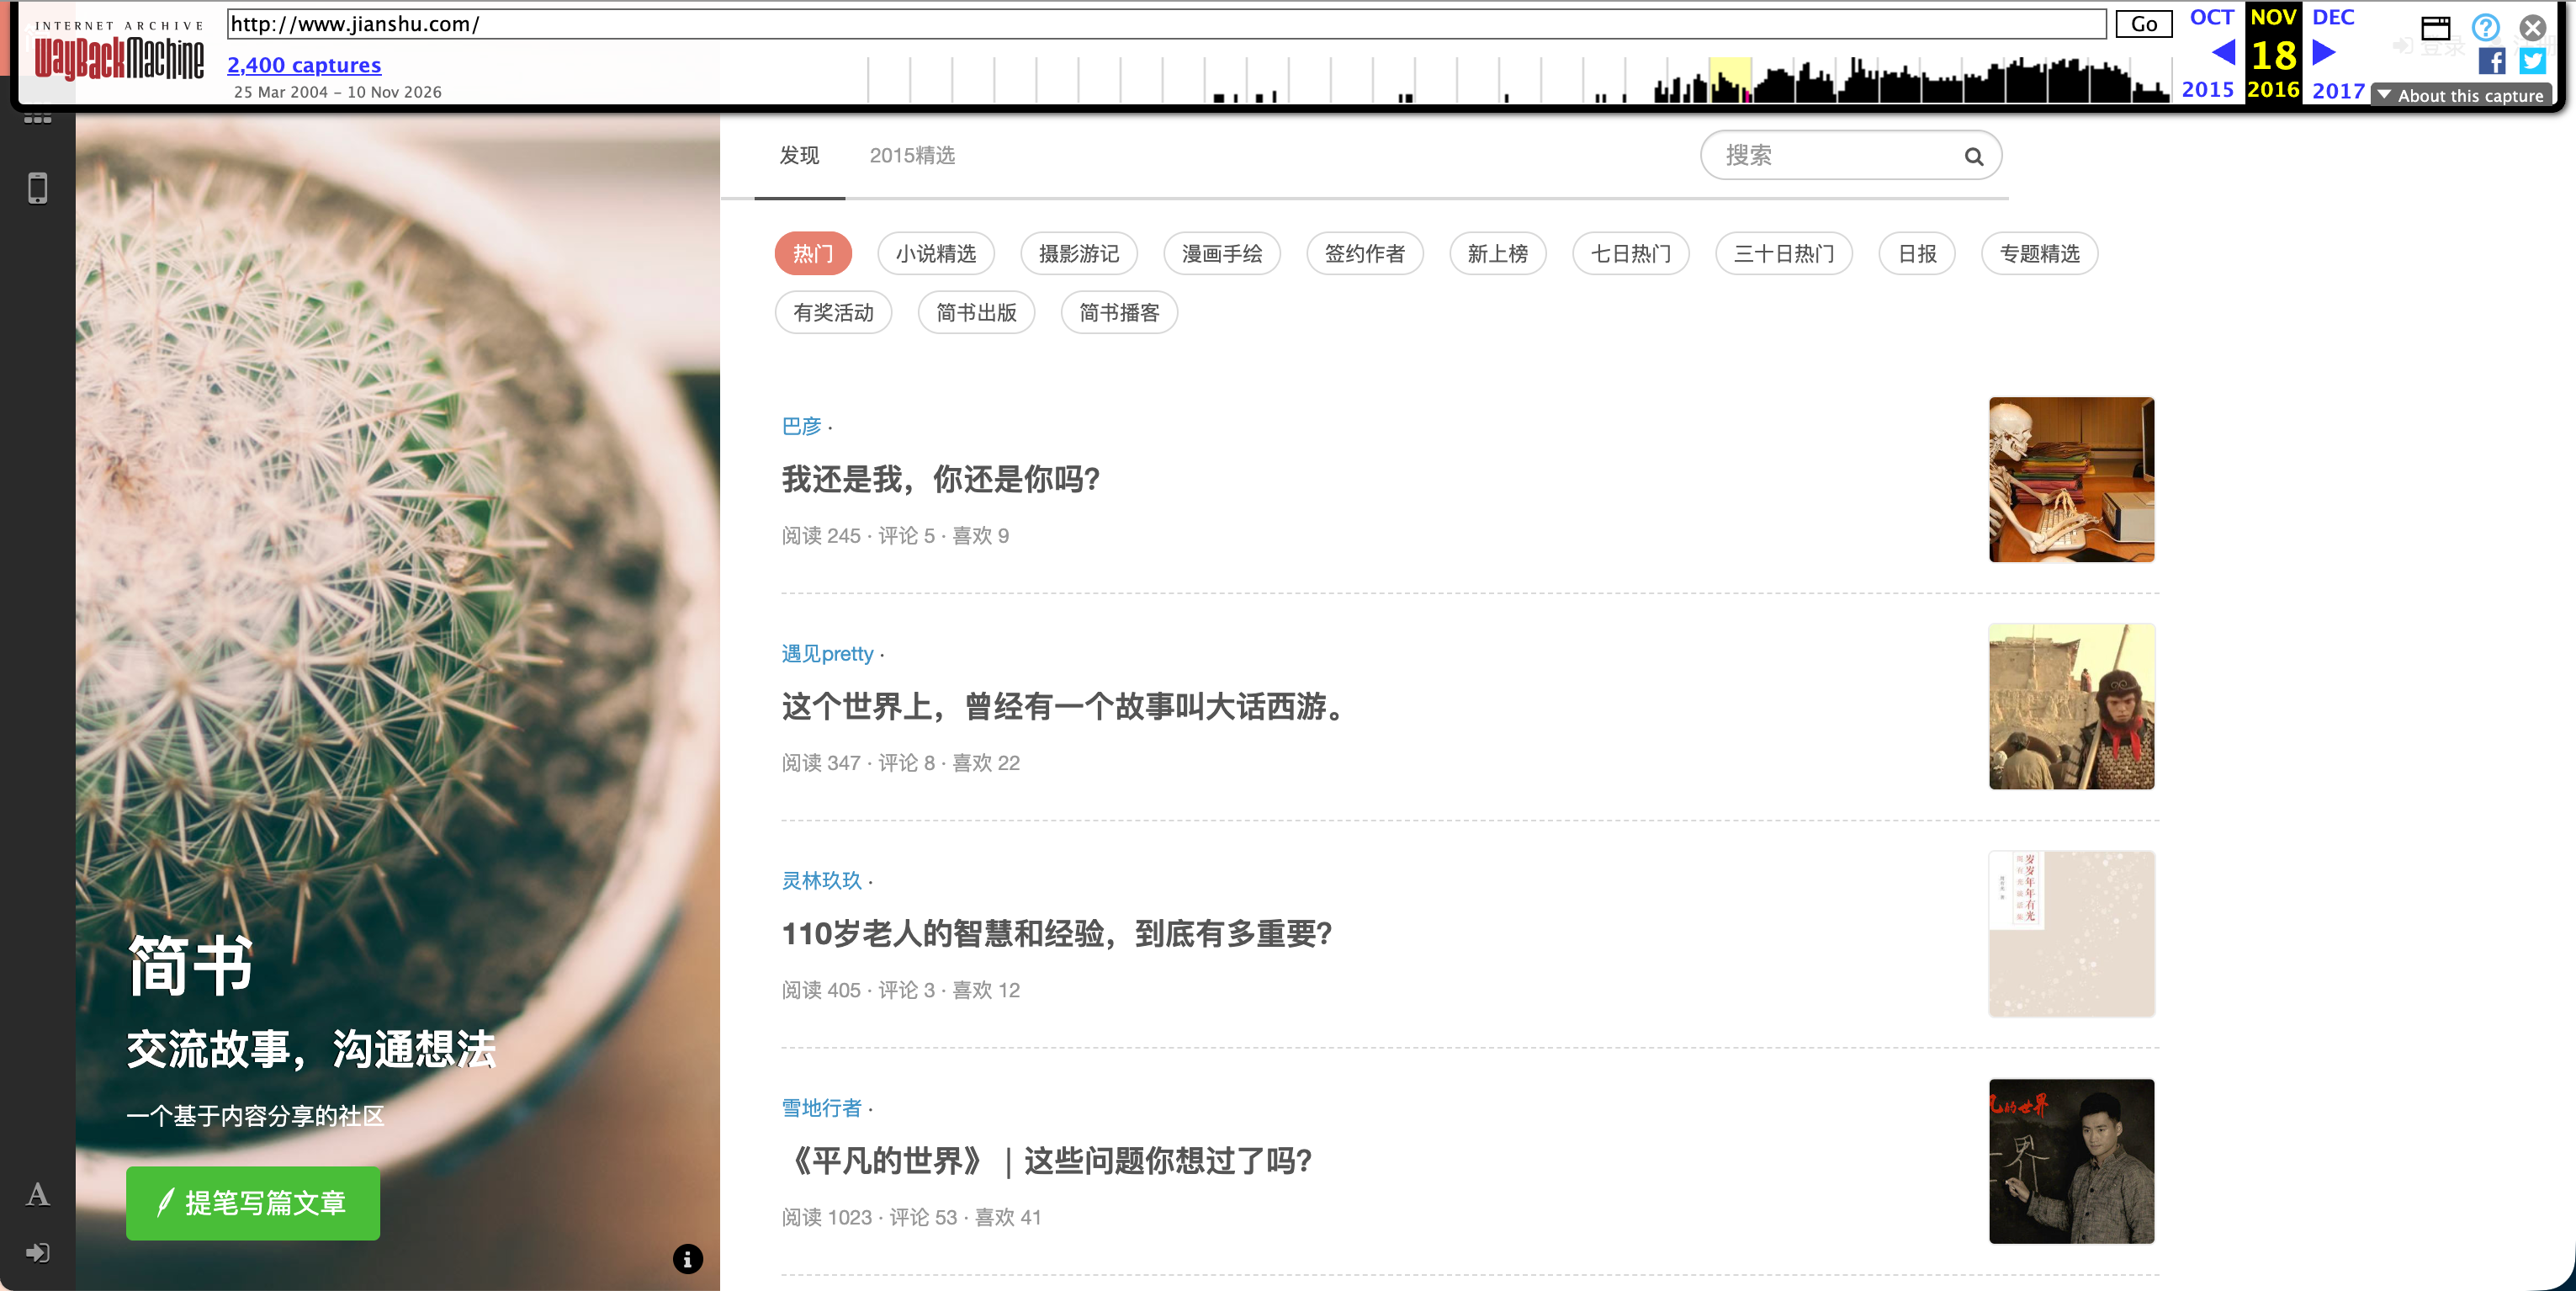 INTERNET ARCHIVE
WayBackMachine
http://www.jianshu.com/
Go
2,400 captures
25 Mar 2004 – 10 Nov 2026
OCT NOV DEC
18
2015 2016 2017
About this capture
发现 2015精选 搜索
热门 小说精选 摄影游记 漫画手绘 签约作者 新上榜 七日热门 三十日热门 日报 专题精选
有奖活动 简书出版 简书播客
巴彦 ·
我还是我，你还是你吗？
阅读 245 · 评论 5 · 喜欢 9
遇见pretty ·
这个世界上，曾经有一个故事叫大话西游。
阅读 347 · 评论 8 · 喜欢 22
灵林玖玖 ·
110岁老人的智慧和经验，到底有多重要？
阅读 405 · 评论 3 · 喜欢 12
岁岁年年有光
雪地行者 ·
《平凡的世界》｜这些问题你想过了吗？
阅读 1023 · 评论 53 · 喜欢 41
凡的世界
界
简书
交流故事，沟通想法
一个基于内容分享的社区
提笔写篇文章